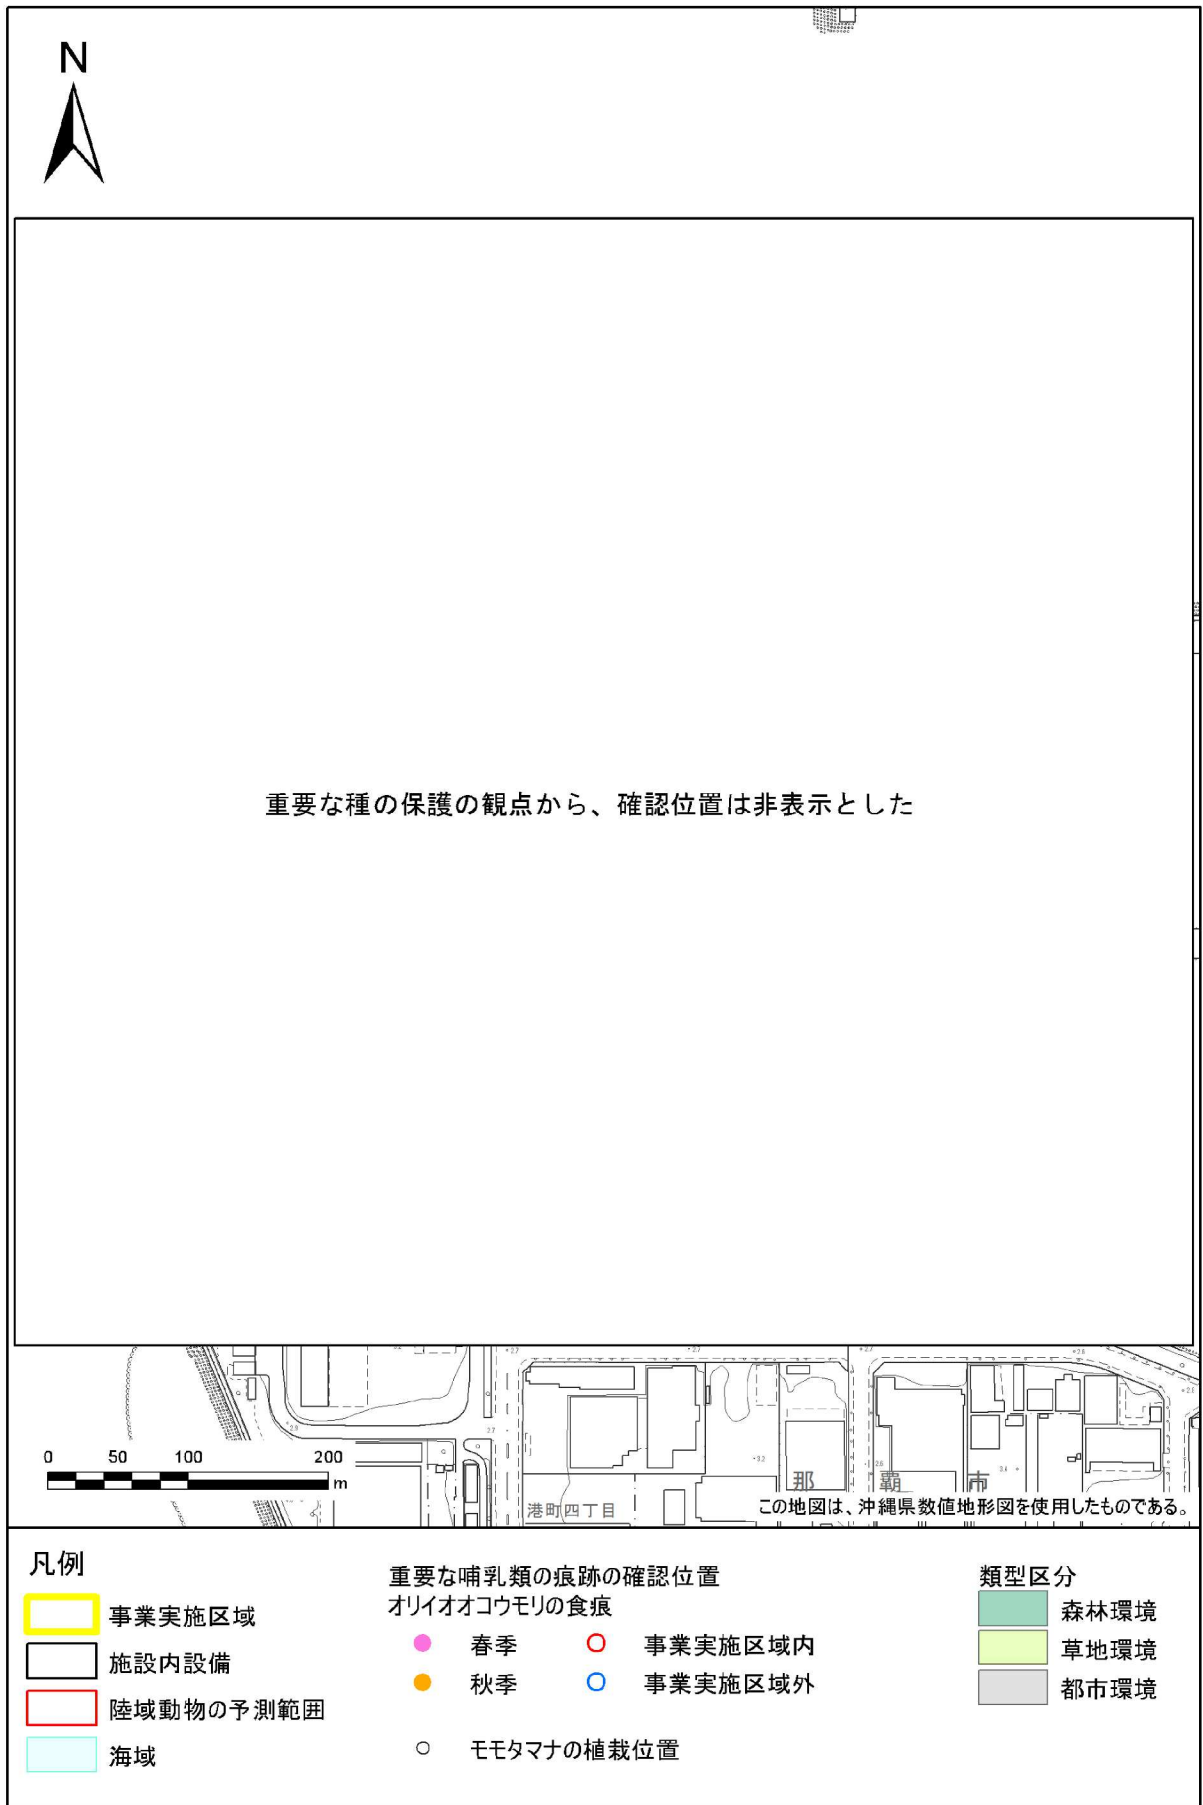 N
重要な種の保護の観点から、確認位置は非表示とした
0 50 100 200
m
港町四丁目
那覇市
この地図は、沖縄県数値地形図を使用したものである。
凡例
事業実施区域
施設内設備
陸域動物の予測範囲
海域
重要な哺乳類の痕跡の確認位置
オリイオオコウモリの食痕
春季 事業実施区域内
秋季 事業実施区域外
モモタマナの植栽位置
類型区分
森林環境
草地環境
都市環境